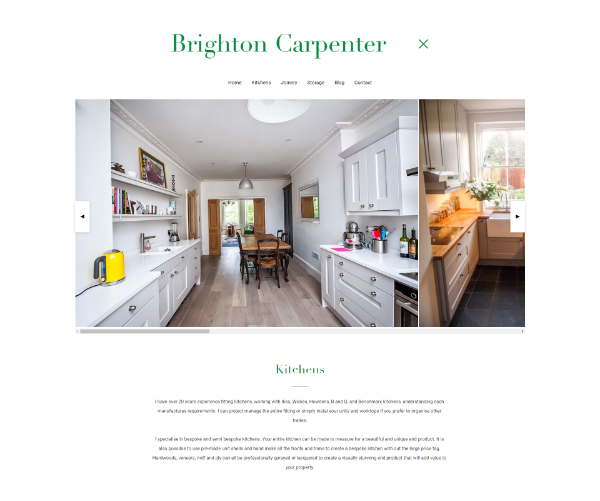 Brighton Carpenter
Home Kitchens Joinery Storage Blog Contact
Kitchens
I have over 20 years experience fitting kitchens, working with Ikea, Wickes, Howdens, B and Q, and Benchmarx kitchens, understanding each
manufactures requirements. I can project manage the entire fitting or simply install your units and worktops if you prefer to organise other
trades.
I specialise in bespoke and semi bespoke kitchens. Your entire kitchen can be made to measure for a beautiful and unique end product. It is
also possible to use pre-made unit shells and hand make all the fronts and trims to create a bespoke kitchen with out the large price tag.
Hardwoods, veneers, mdf and ply can all be professionally sprayed or lacquered to create a visually stunning end product that will add value to
your property.